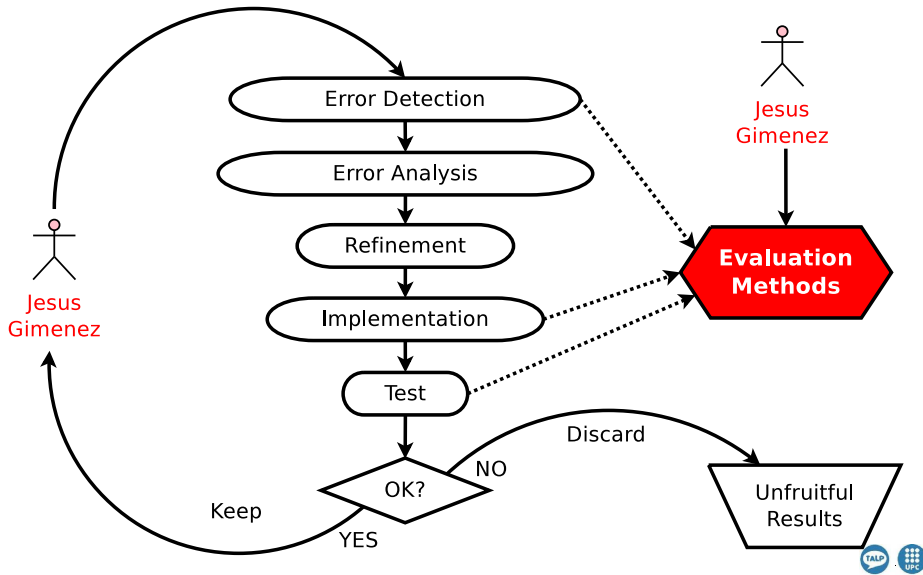 Error Detection
Jesus
Gimenez
Error Analysis
Refinement
Evaluation
Methods
Jesus
Gimenez
Implementation
Test
Discard
NO
OK?
Unfruitful
Results
Keep
YES
TALP
UPC